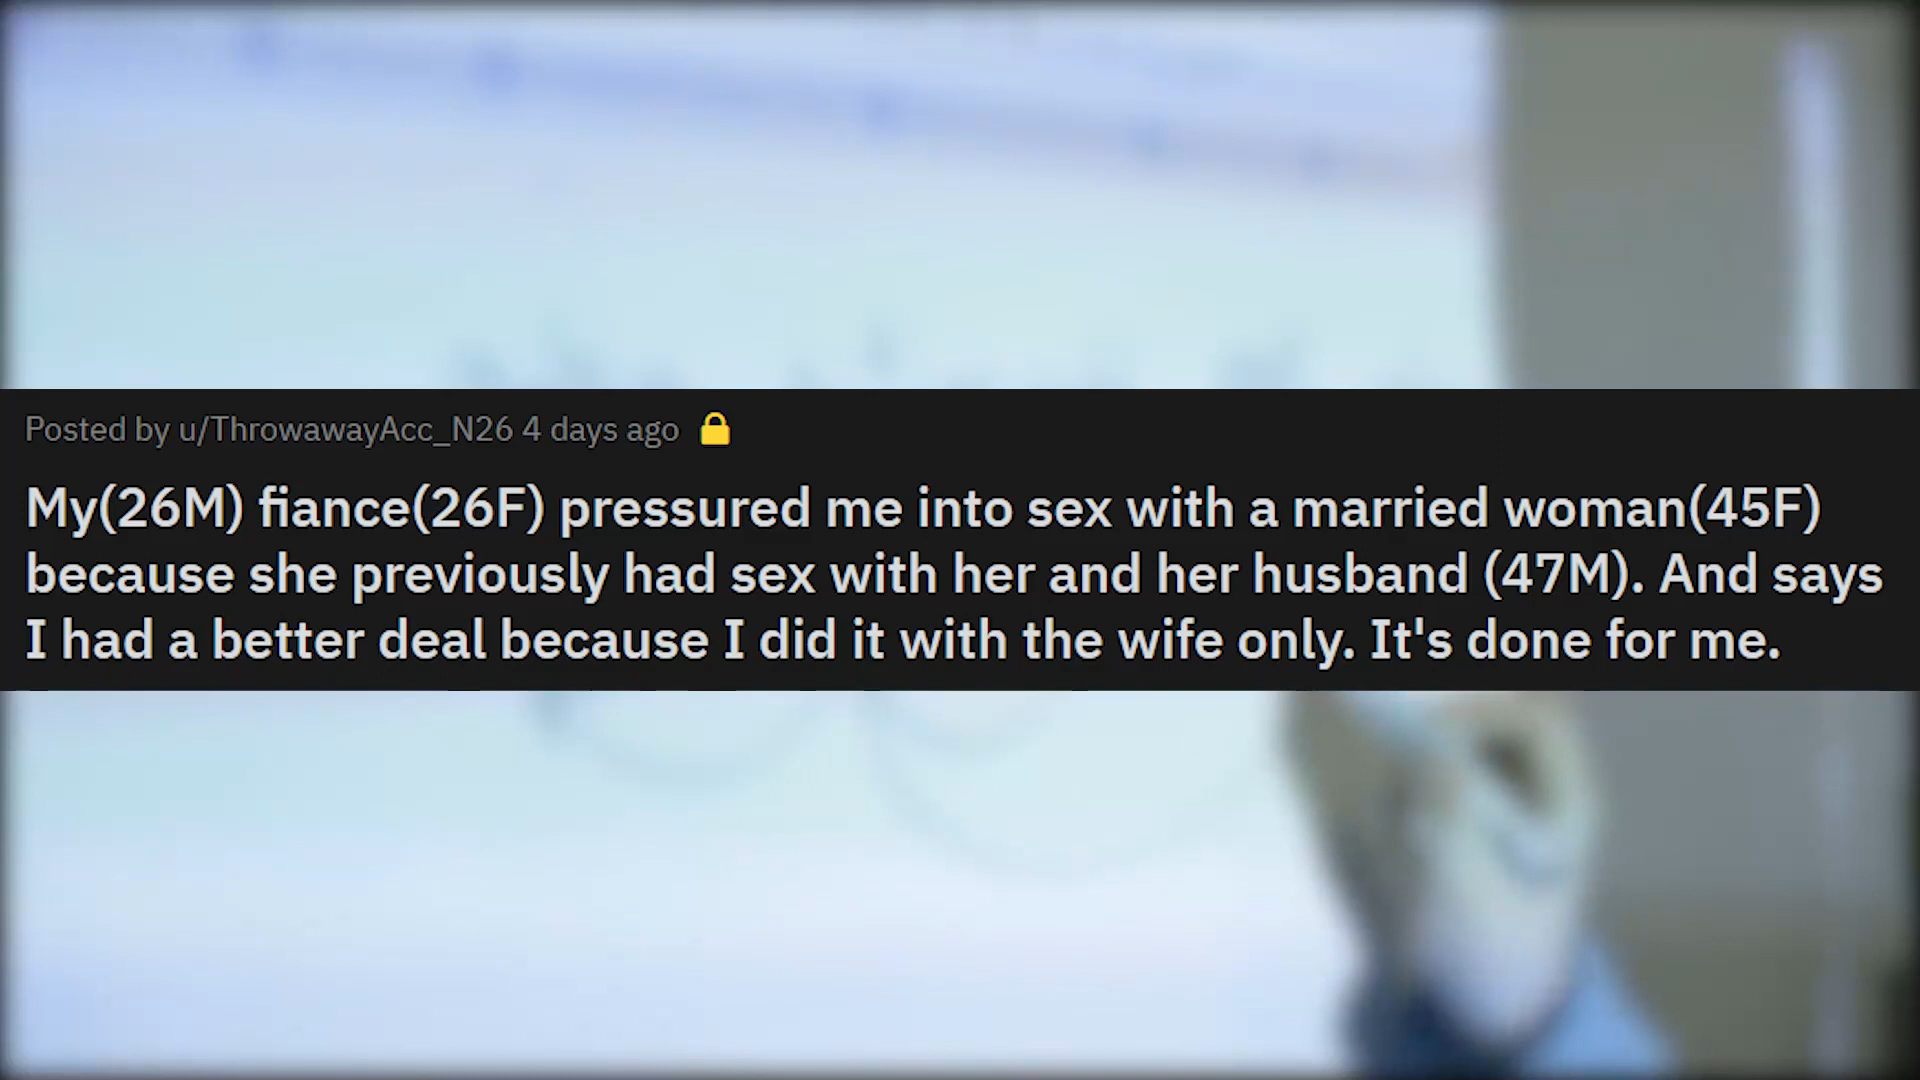 Posted by u/ThrowawayAcc_N26 4 days ago
My(26M) fiance(26F) pressured me into sex with a married woman(45F)
because she previously had sex with her and her husband (47M). And says
I had a better deal because I did it with the wife only. It's done for me.